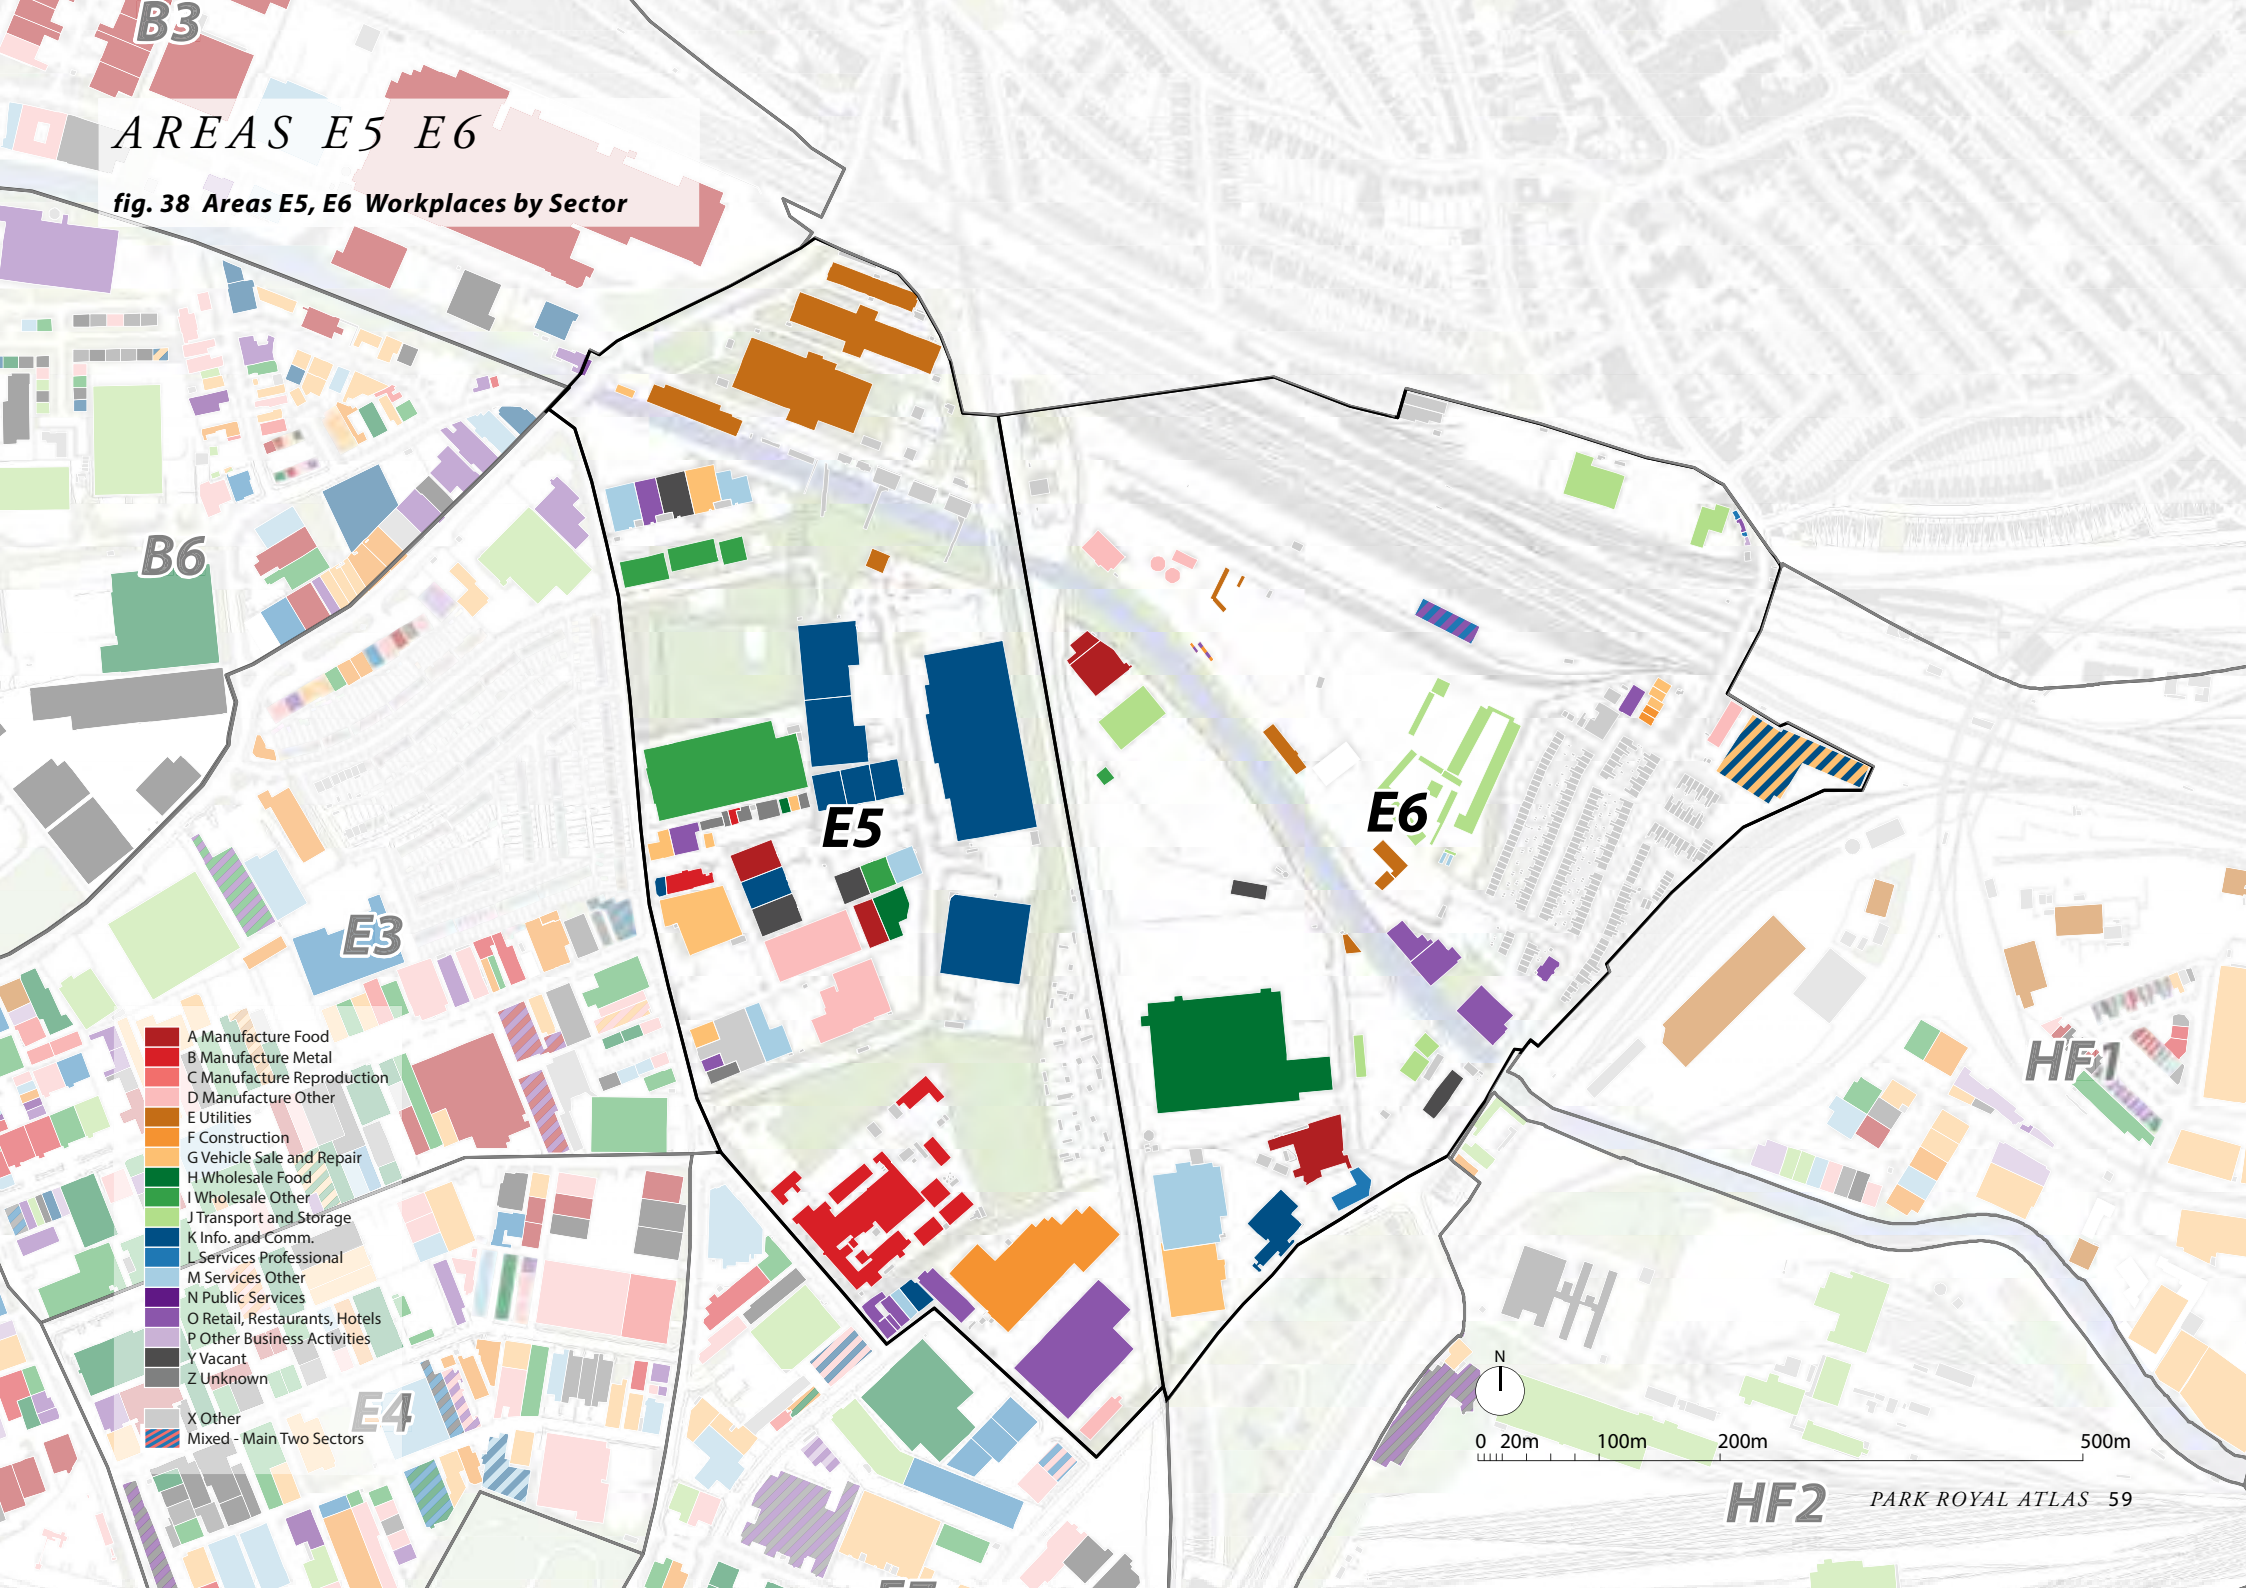 B3
AREAS E5 E6
fig. 38 Areas E5, E6 Workplaces by Sector
B6
E5
E6
E3
HF1
A Manufacture Food
B Manufacture Metal
C Manufacture Reproduction
D Manufacture Other
E Utilities
F Construction
G Vehicle Sale and Repair
H Wholesale Food
I Wholesale Other
J Transport and Storage
K Info. and Comm.
L Services Professional
M Services Other
N Public Services
O Retail, Restaurants, Hotels
P Other Business Activities
Y Vacant
Z Unknown
X Other
Mixed - Main Two Sectors
E4
N
0 20m 100m 200m 500m
HF2
PARK ROYAL ATLAS 59